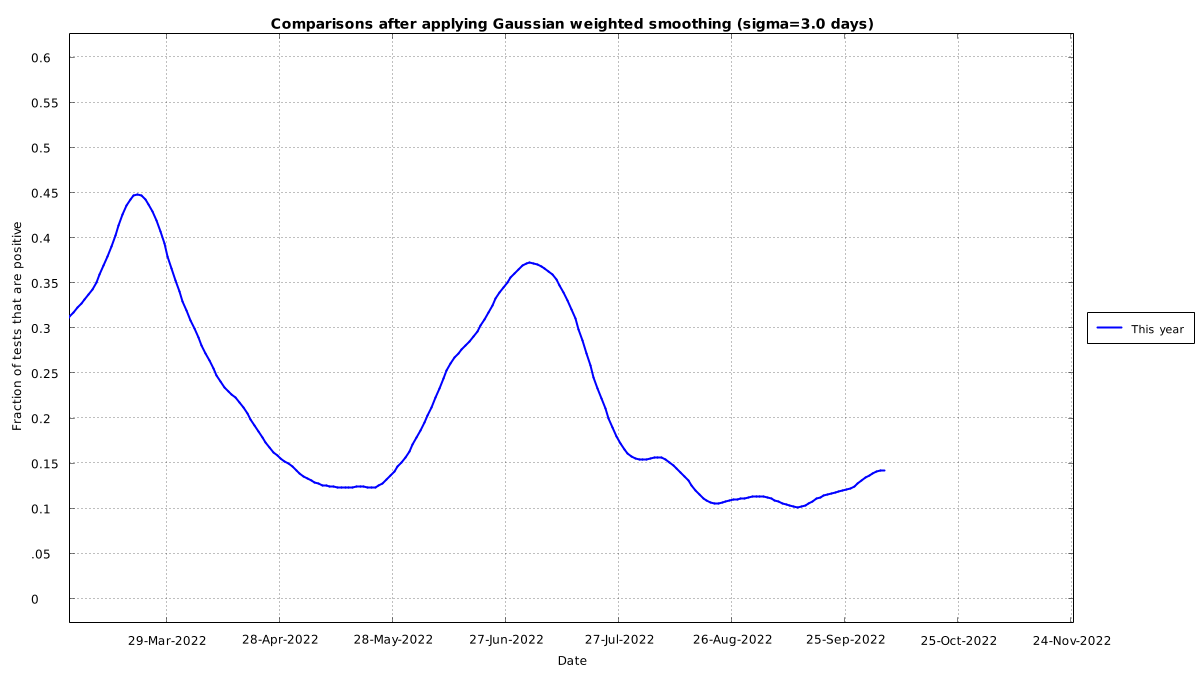 Comparisons after applying Gaussian weighted smoothing (sigma=3.0 days)
0.6
0.55
0.5
0.45
0.4
0.35
0.3
0.25
0.2
0.15
0.1
.05
0
Fraction of tests that are positive
29-Mar-2022
28-Apr-2022
28-May-2022
27-Jun-2022
27-Jul-2022
26-Aug-2022
25-Sep-2022
25-Oct-2022
24-Nov-2022
Date
This year